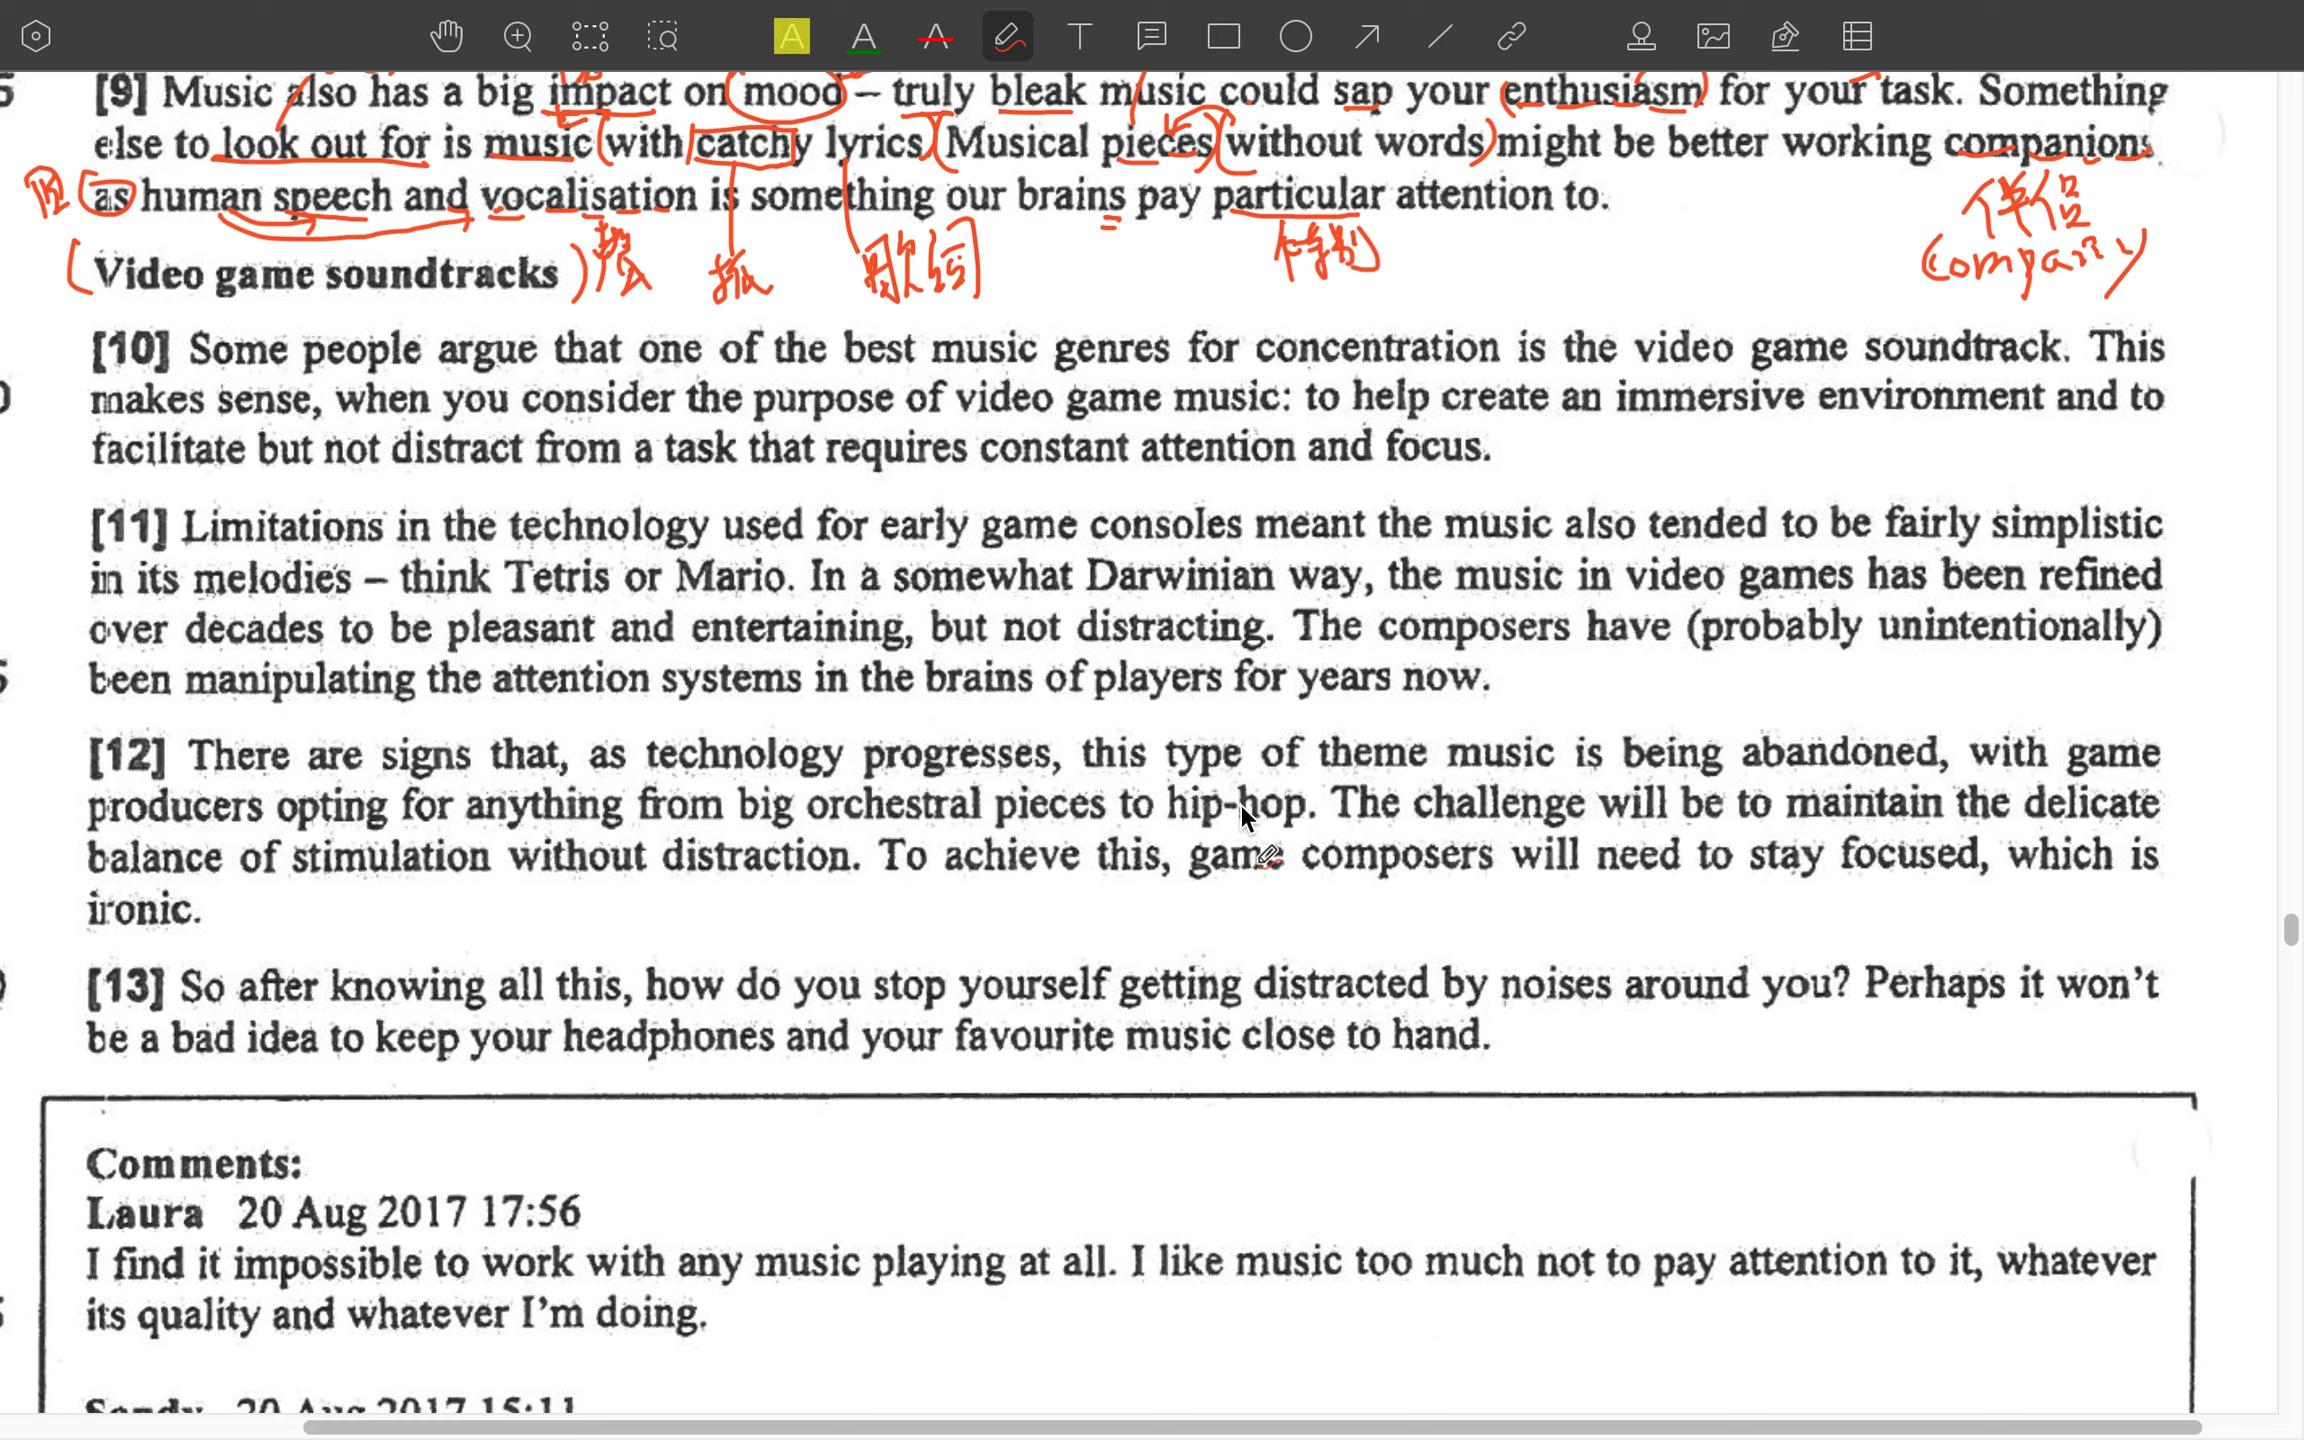 [9] Music also has a big impact on mood – truly bleak music could sap your enthusiasm for your task. Something
else to look out for is music with catchy lyrics. Musical pieces without words might be better working companions
as human speech and vocalisation is something our brains pay particular attention to.
伴侣
特别
歌词
(company)
Video game soundtracks
[10] Some people argue that one of the best music genres for concentration is the video game soundtrack. This
makes sense, when you consider the purpose of video game music: to help create an immersive environment and to
facilitate but not distract from a task that requires constant attention and focus.
[11] Limitations in the technology used for early game consoles meant the music also tended to be fairly simplistic
in its melodies – think Tetris or Mario. In a somewhat Darwinian way, the music in video games has been refined
over decades to be pleasant and entertaining, but not distracting. The composers have (probably unintentionally)
been manipulating the attention systems in the brains of players for years now.
[12] There are signs that, as technology progresses, this type of theme music is being abandoned, with game
producers opting for anything from big orchestral pieces to hip-hop. The challenge will be to maintain the delicate
balance of stimulation without distraction. To achieve this, game composers will need to stay focused, which is
ironic.
[13] So after knowing all this, how do you stop yourself getting distracted by noises around you? Perhaps it won't
be a bad idea to keep your headphones and your favourite music close to hand.
Comments:
Laura 20 Aug 2017 17:56
I find it impossible to work with any music playing at all. I like music too much not to pay attention to it, whatever
its quality and whatever I'm doing.
Sandy 20 Aug 2017 15:11